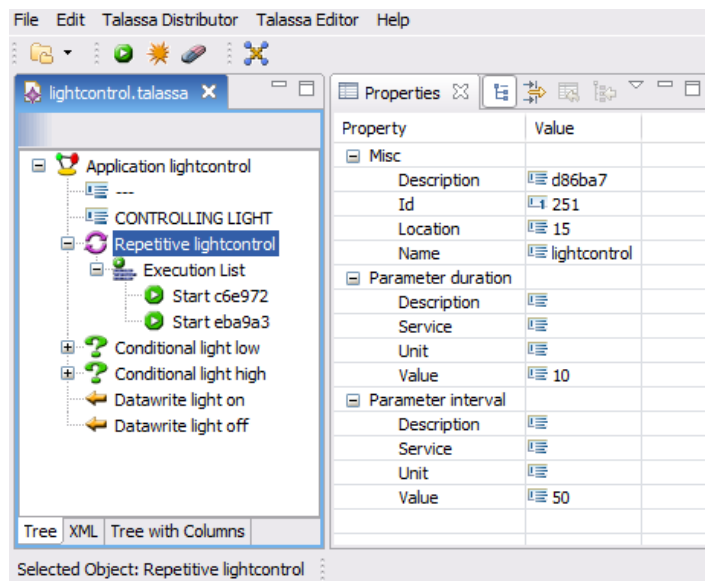 File Edit Talassa Distributor Talassa Editor Help
lightcontrol.talassa
Application lightcontrol
---
CONTROLLING LIGHT
Repetitive lightcontrol
Execution List
Start c6e972
Start eba9a3
Conditional light low
Conditional light high
Datawrite light on
Datawrite light off
Tree XML Tree with Columns
Properties
Property Value
Misc
Description d86ba7
Id 251
Location 15
Name lightcontrol
Parameter duration
Description
Service
Unit
Value 10
Parameter interval
Description
Service
Unit
Value 50
Selected Object: Repetitive lightcontrol